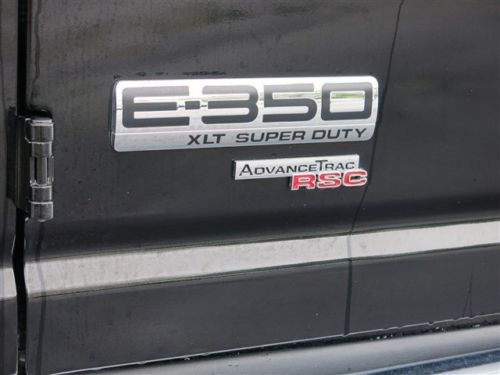 E-350
XLT SUPER DUTY
ADVANCETRAC
RSC